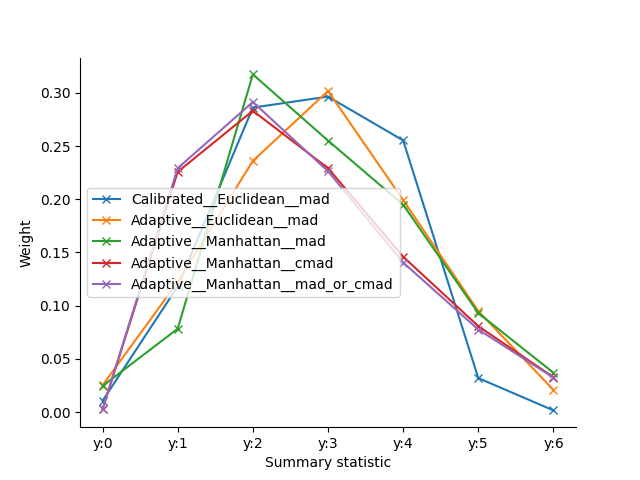 0.30
0.25
0.20
0.15
0.10
0.05
0.00
Weight
Calibrated__Euclidean__mad
Adaptive__Euclidean__mad
Adaptive__Manhattan__mad
Adaptive__Manhattan__cmad
Adaptive__Manhattan__mad_or_cmad
y:0 y:1 y:2 y:3 y:4 y:5 y:6
Summary statistic